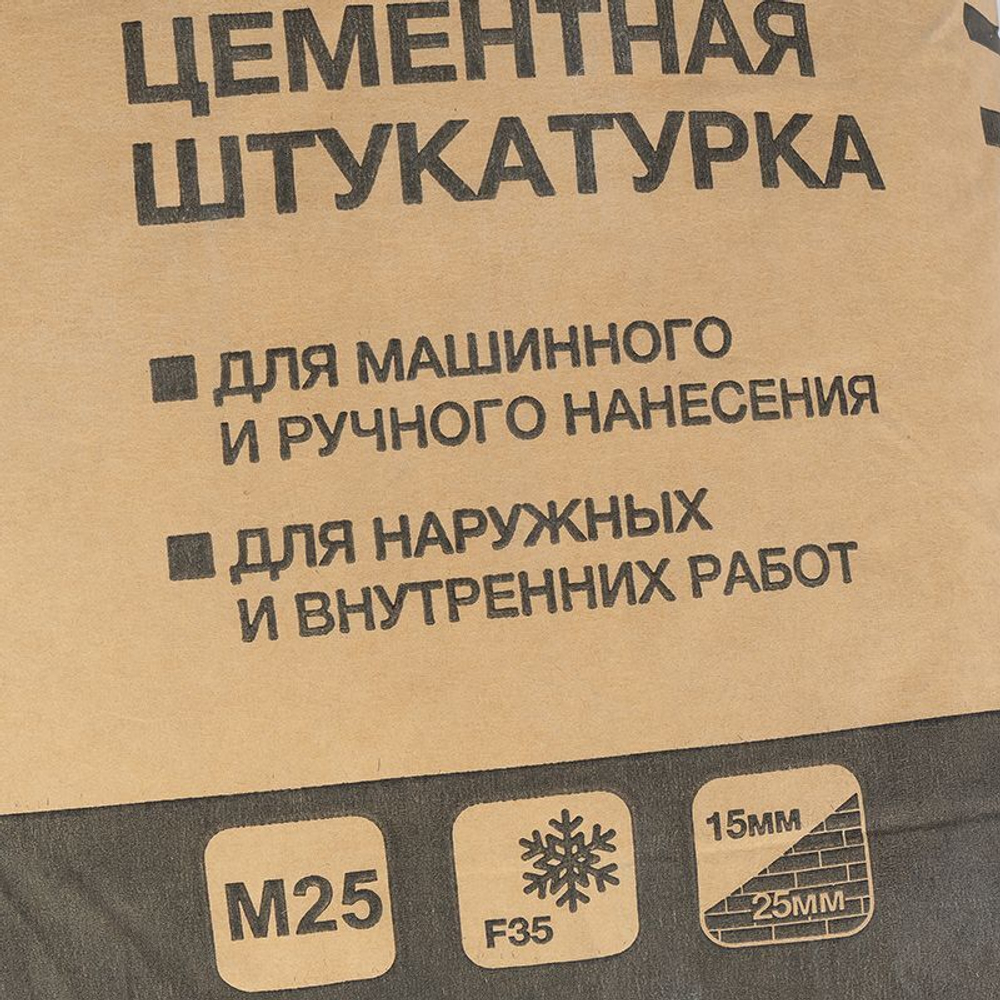 ЦЕМЕНТНАЯ
ШТУКАТУРКА
ДЛЯ МАШИННОГО
И РУЧНОГО НАНЕСЕНИЯ
ДЛЯ НАРУЖНЫХ
И ВНУТРЕННИХ РАБОТ
М25
F35
15мм
25мм